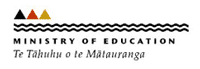 MINISTRY OF EDUCATION
Te Tāhuhu o te Mātauranga